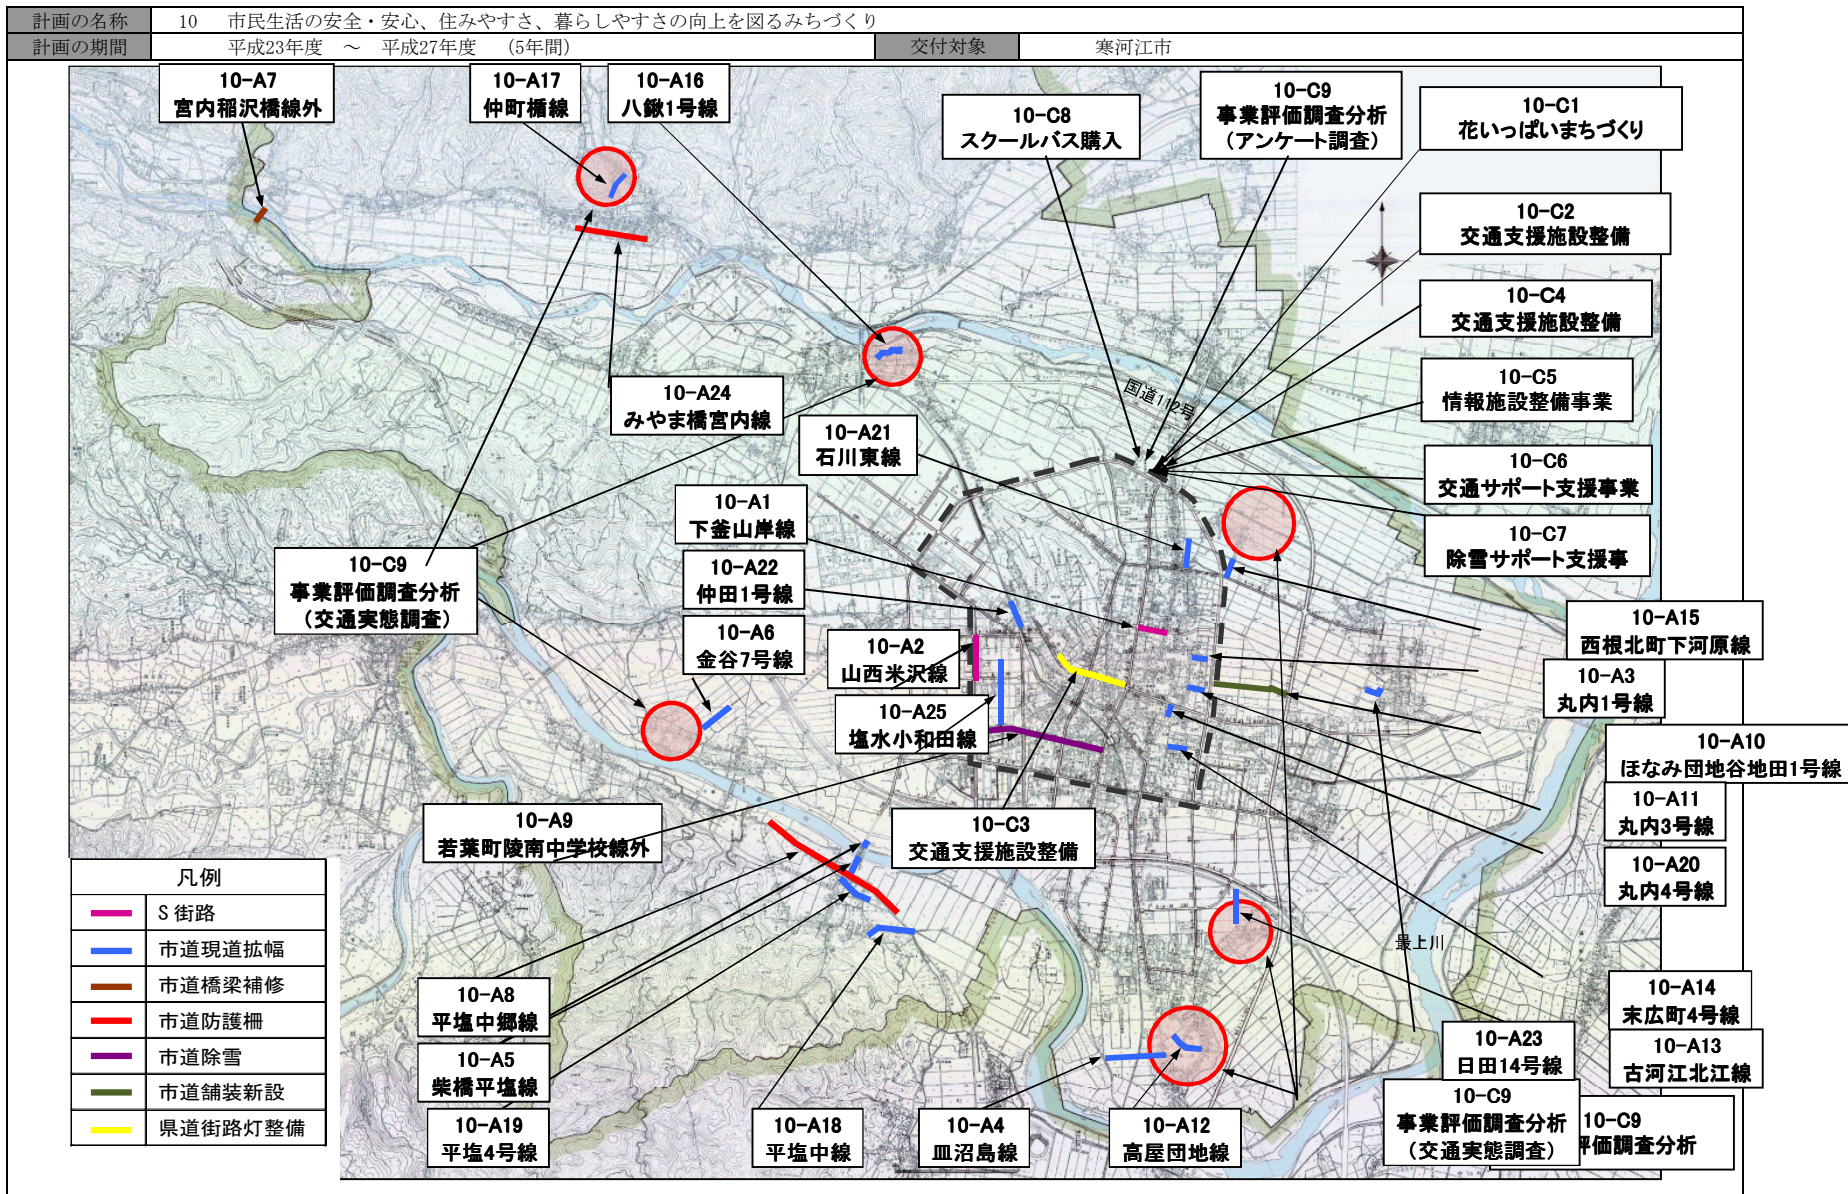 計画の名称 10 市民生活の安全・安心、住みやすさ、暮らしやすさの向上を図るみちづくり
計画の期間 平成23年度 ～ 平成27年度 (5年間) 交付対象 寒河江市
10-A7
宮内稲沢橋線外
10-A17
仲町楯線
10-A16
八鍬1号線
10-C8
スクールバス購入
10-C9
事業評価調査分析
(アンケート調査)
10-C1
花いっぱいまちづくり
10-C2
交通支援施設整備
10-C4
交通支援施設整備
10-C5
情報施設整備事業
10-C6
交通サポート支援事業
10-C7
除雪サポート支援事
国道112号
10-A24
みやま橋宮内線
10-A21
石川東線
10-A1
下釜山岸線
10-A22
仲田1号線
10-C9
事業評価調査分析
(交通実態調査)
10-A6
金谷7号線
10-A2
山西米沢線
10-A25
塩水小和田線
10-A15
西根北町下河原線
10-A3
丸内1号線
10-A10
ほなみ団地谷地田1号線
10-A11
丸内3号線
10-A20
丸内4号線
10-A9
若葉町陵南中学校線外
10-C3
交通支援施設整備
最上川
凡例
S街路
市道現道拡幅
市道橋梁補修
市道防護柵
市道除雪
市道舗装新設
県道街路灯整備
10-A8
平塩中郷線
10-A5
柴橋平塩線
10-A19
平塩4号線
10-A18
平塩中線
10-A4
皿沼島線
10-A12
高屋団地線
10-A14
末広町4号線
10-A23
日田14号線
10-A13
古河江北江線
10-C9
事業評価調査分析
(交通実態調査)
10-C9
評価調査分析